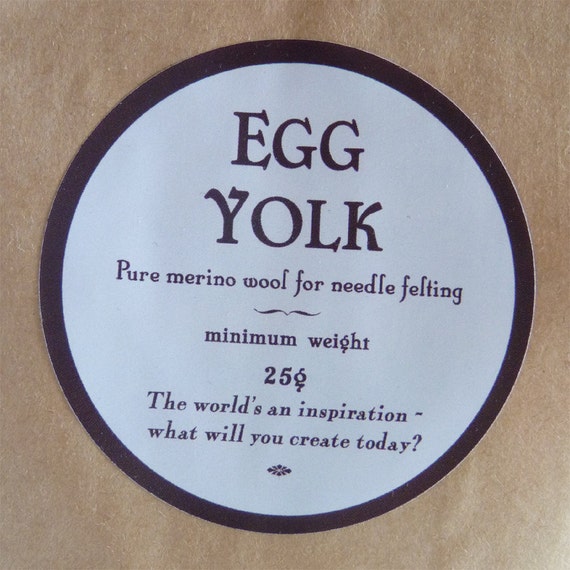 EGG
YOLK
Pure merino wool for needle felting
minimum weight
25g
The world's an inspiration ~
what will you create today?